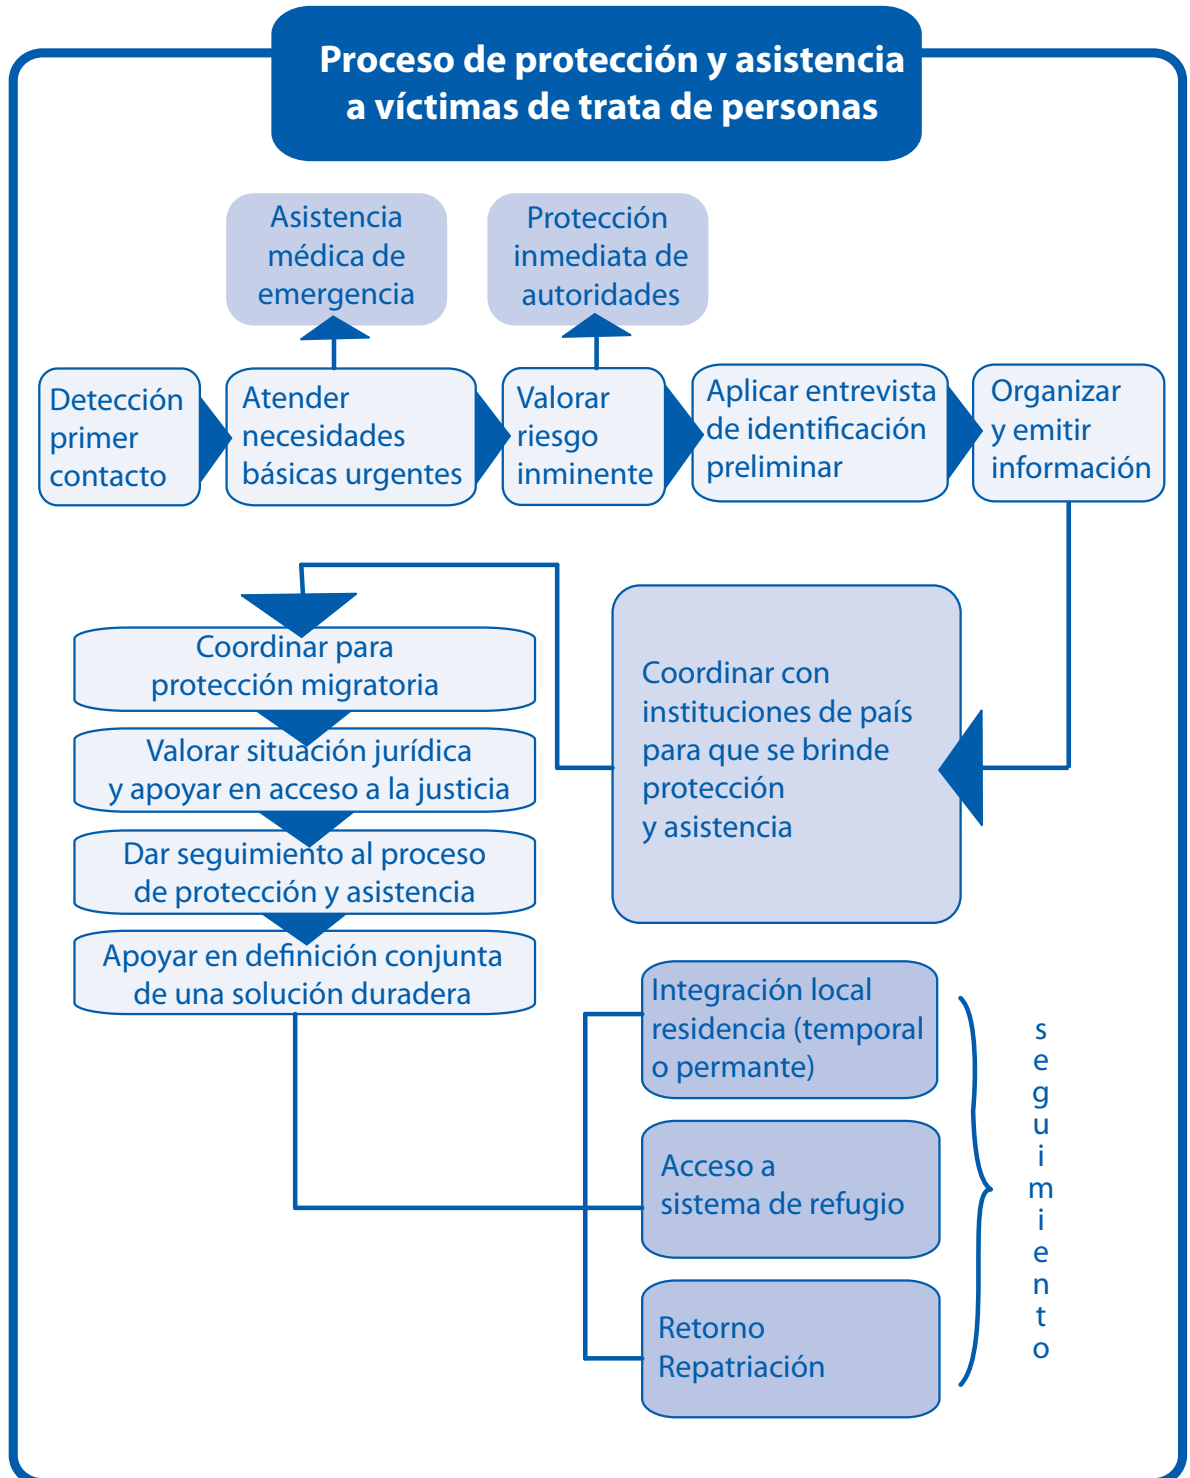 Proceso de protección y asistencia
a víctimas de trata de personas
Asistencia
médica de
emergencia
Protección
inmediata de
autoridades
Detección
primer
contacto
Atender
necesidades
básicas urgentes
Valorar
riesgo
inminente
Aplicar entrevista
de identificación
preliminar
Organizar
y emitir
información
Coordinar con
instituciones de país
para que se brinde
protección
y asistencia
Coordinar para
protección migratoria
Valorar situación jurídica
y apoyar en acceso a la justicia
Dar seguimiento al proceso
de protección y asistencia
Apoyar en definición conjunta
de una solución duradera
Integración local
residencia (temporal
o permante)
Acceso a
sistema de refugio
Retorno
Repatriación
seguimiento